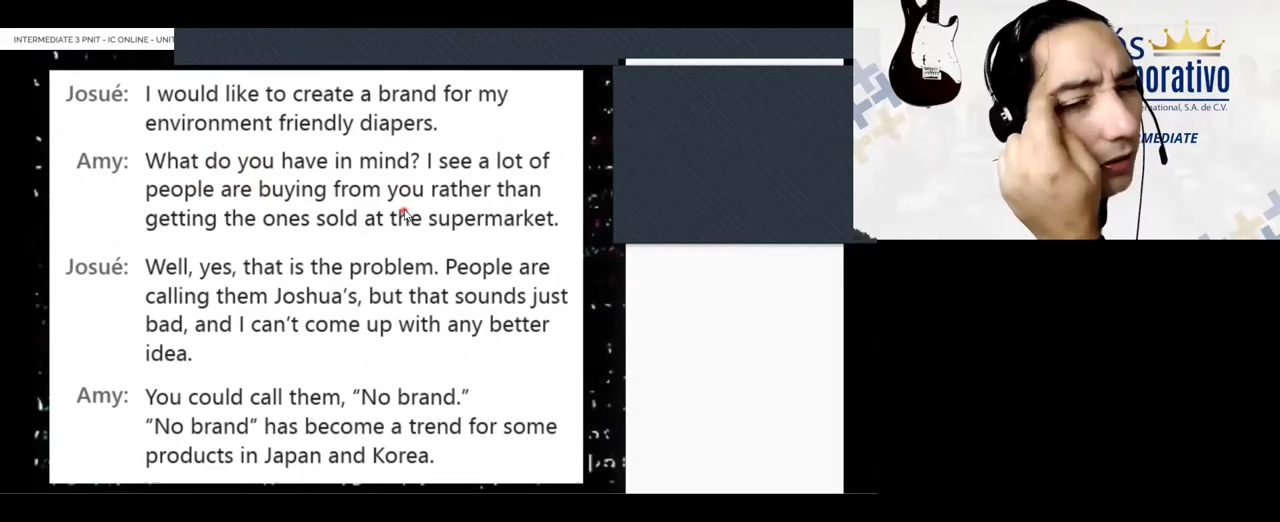 INTERMEDIATE 3 PNIT - IC ONLINE - UNIT
Josué: I would like to create a brand for my
environment friendly diapers.
Amy: What do you have in mind? I see a lot of
people are buying from you rather than
getting the ones sold at the supermarket.
Josué: Well, yes, that is the problem. People are
calling them Joshua’s, but that sounds just
bad, and I can’t come up with any better
idea.
Amy: You could call them, “No brand.”
“No brand” has become a trend for some
products in Japan and Korea.
és
orativo
ernational, S.A. de C.V.
MEDIATE